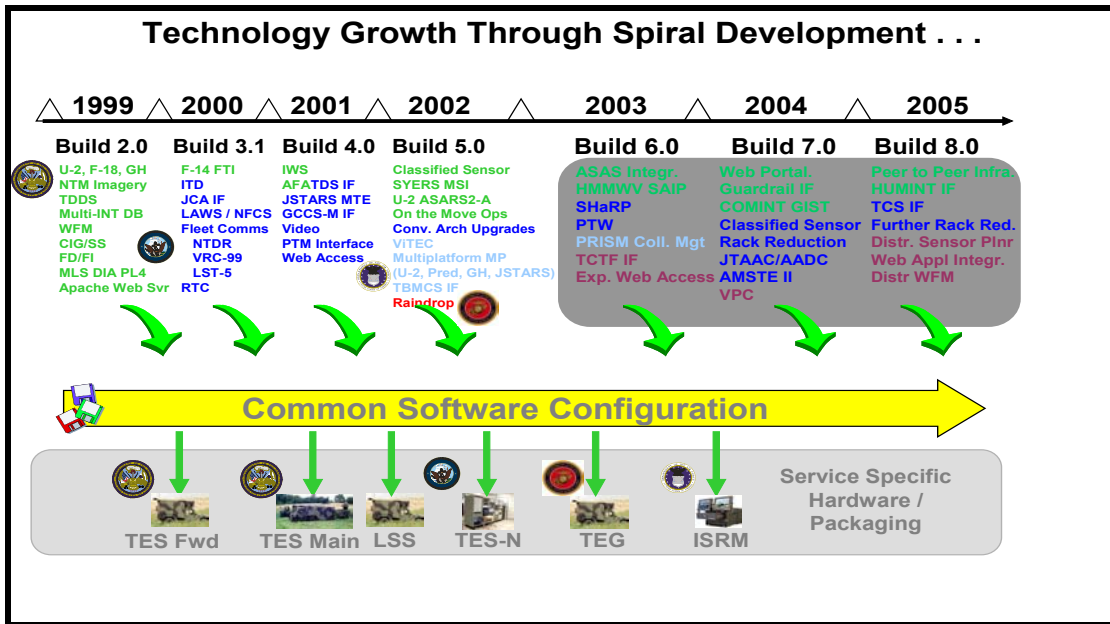 Technology Growth Through Spiral Development . . .
1999
2000
2001
2002
2003
2004
2005
Build 2.0
U-2, F-18, GH
NTM Imagery
TDDS
Multi-INT DB
WFM
CIG/SS
FD/FI
MLS DIA PL4
Apache Web Svr
Build 3.1
F-14 FTI
ITD
JCA IF
LAWS / NFCS
Fleet Comms
NTDR
VRC-99
LST-5
RTC
Build 4.0
IWS
AFATDS IF
JSTARS MTE
GCCS-M IF
Video
PTM Interface
Web Access
Build 5.0
Classified Sensor
SYERS MSI
U-2 ASARS2-A
On the Move Ops
Conv. Arch Upgrades
ViTEC
Multiplatform MP
(U-2, Pred, GH, JSTARS)
TBMCS IF
Raindrop
Build 6.0
ASAS Integr.
HMMWV SAIP
SHaRP
PTW
PRISM Coll. Mgt
TCTF IF
Exp. Web Access
Build 7.0
Web Portal.
Guardrail IF
COMINT GIST
Classified Sensor
Rack Reduction
JTAAC/AADC
AMSTE II
VPC
Build 8.0
Peer to Peer Infra.
HUMINT IF
TCS IF
Further Rack Red.
Distr. Sensor Plnr
Web Appl Integr.
Distr WFM
Common Software Configuration
TES Fwd
TES Main
LSS
TES-N
TEG
ISRM
Service Specific
Hardware /
Packaging